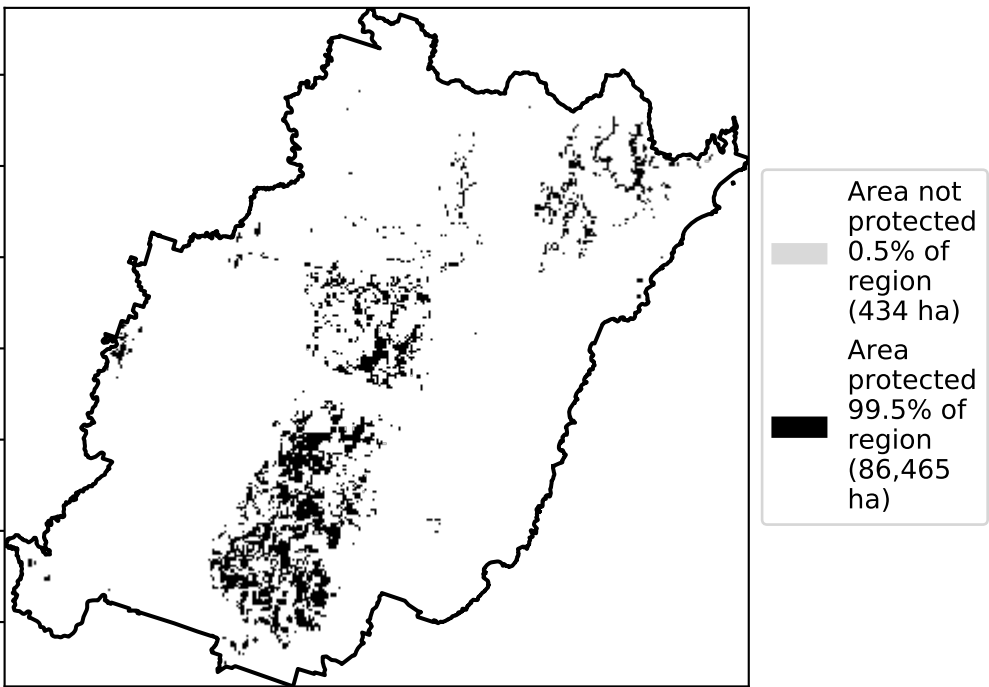 Area not
protected
0.5% of
region
(434 ha)
Area
protected
99.5% of
region
(86,465
ha)